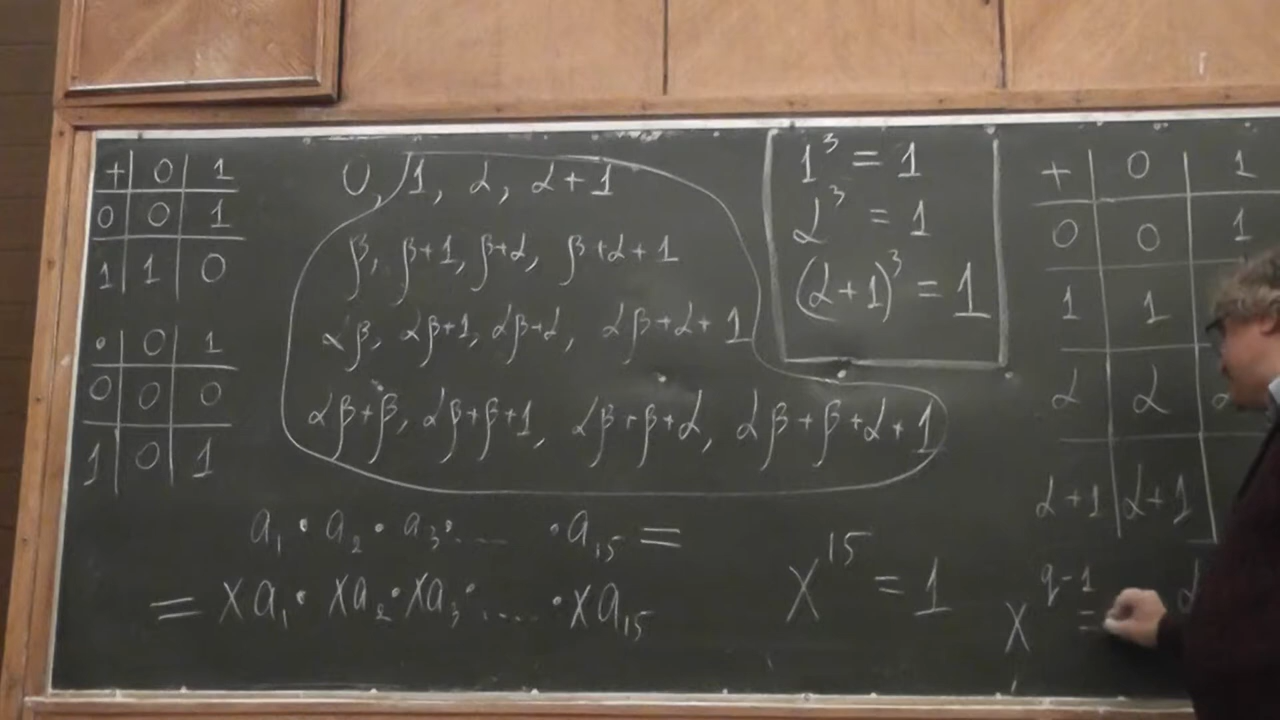 + 0 1
0 0 1
1 1 0
• 0 1
0 0 0
1 0 1
0, 1, α, α+1
β, β+1, β+α, β+α+1
αβ, αβ+1, αβ+α, αβ+α+1
αβ+β, αβ+β+1, αβ+β+α, αβ+β+α+1
a₁ · a₂ · a₃ · .... · a₁₅ =
= xa₁ · xa₂ · xa₃ · .... · xa₁₅
1³ = 1
α³ = 1
(α+1)³ = 1
x¹⁵ = 1
+ 0 1
0 0 1
1 1
α α
α+1 α+1
x^{q-1} =